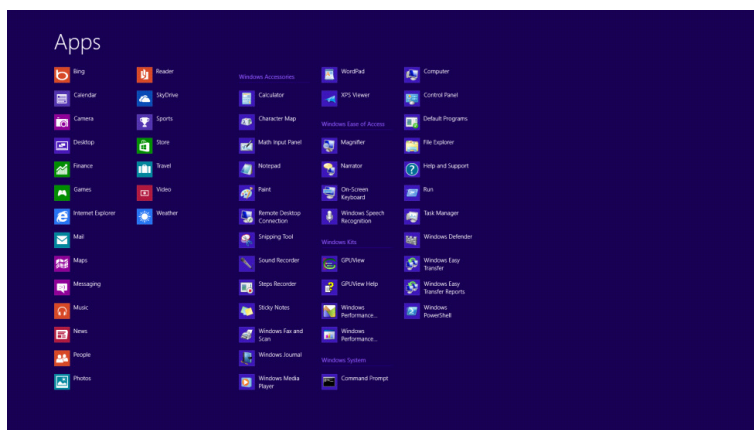 Apps
Bing
Calendar
Camera
Desktop
Finance
Games
Internet Explorer
Mail
Maps
Messaging
Music
News
People
Photos
Reader
SkyDrive
Sports
Store
Travel
Video
Weather
Windows Accessories
Calculator
Character Map
Math Input Panel
Notepad
Paint
Remote Desktop
Connection
Snipping Tool
Sound Recorder
Steps Recorder
Sticky Notes
Windows Fax and
Scan
Windows Journal
Windows Media
Player
WordPad
XPS Viewer
Windows Ease of Access
Magnifier
Narrator
On-Screen
Keyboard
Windows Speech
Recognition
Windows Kits
GPUView
GPUView Help
Windows
Performance...
Windows
Performance...
Windows System
Command Prompt
Computer
Control Panel
Default Programs
File Explorer
Help and Support
Run
Task Manager
Windows Defender
Windows Easy
Transfer
Windows Easy
Transfer Reports
Windows
PowerShell